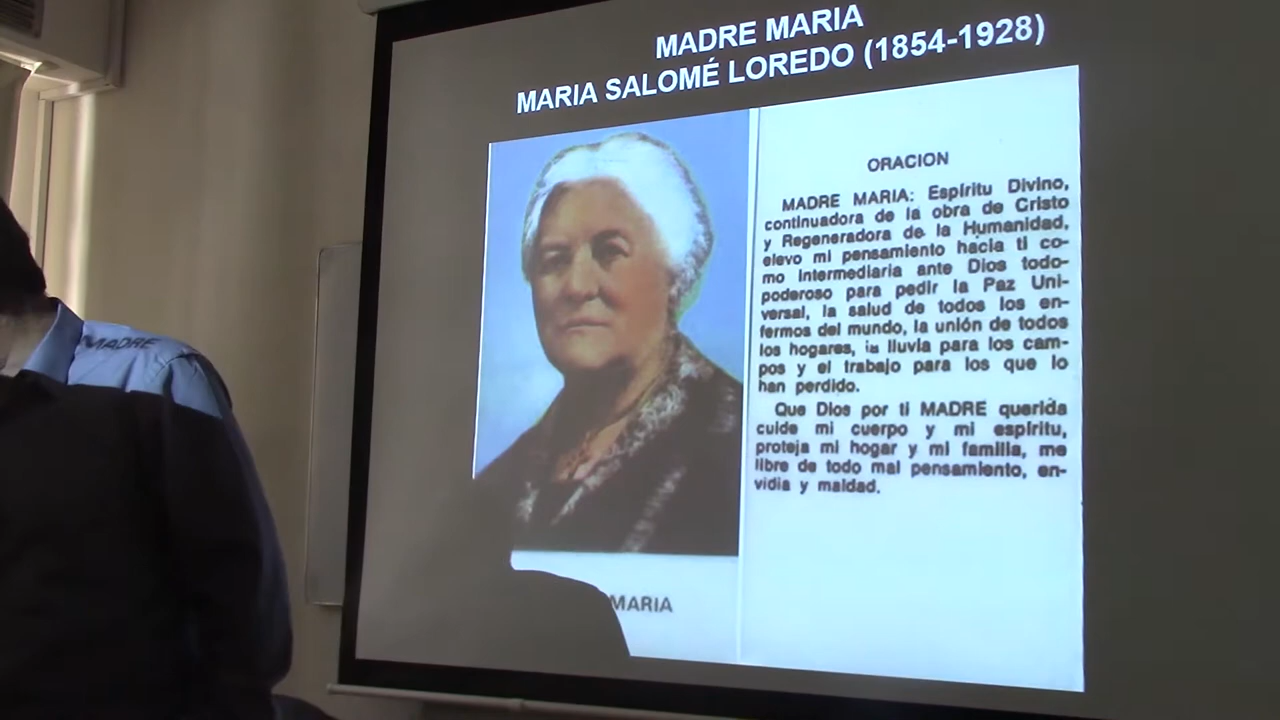 MADRE MARIA
MARIA SALOMÉ LOREDO (1854-1928)
ORACION
MADRE MARIA: Espíritu Divino,
continuadora de la obra de Cristo
y Regeneradora de la Humanidad,
elevo mi pensamiento hacia ti co-
mo Intermediaria ante Dios todo-
poderoso para pedir la Paz Uni-
versal, la salud de todos los en-
fermos del mundo, la unión de todos
los hogares, la lluvia para los cam-
pos y el trabajo para los que lo
han perdido.
Que Dios por ti MADRE querida
cuide mi cuerpo y mi espíritu,
proteja mi hogar y mi familia, me
libre de todo mal pensamiento, en-
vidia y maldad.
MARIA
MADRE